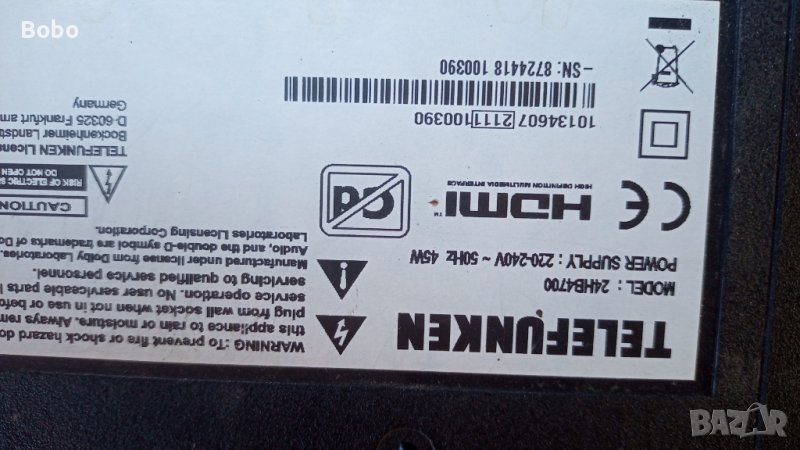 Bobo
TELEFUNKEN
MODEL : 24HB4700
POWER SUPPLY : 220-240V ~ 50Hz 45W
CE
HDMI™
HIGH DEFINITION MULTIMEDIA INTERFACE
Cd
10134607 2111 100390
SN: 8724418 100390
WARNING :To prevent fire or shock hazard do
this appliance to rain or moisture. Always rem
plug from wall socket when not in use or befo
service operation. No user serviceable parts
servicing to qualified service personnel.
Manufactured under license from Dolby Laboratories.
Audio, and the double-D symbol are trademarks of Do
Laboratories Licensing Corporation.
CAUTION
RISK OF ELECTRIC S
DO NOT OPEN
TELEFUNKEN Licen
Bockenheimer Landst
D-60325 Frankfurt am
Germany
BAZAR